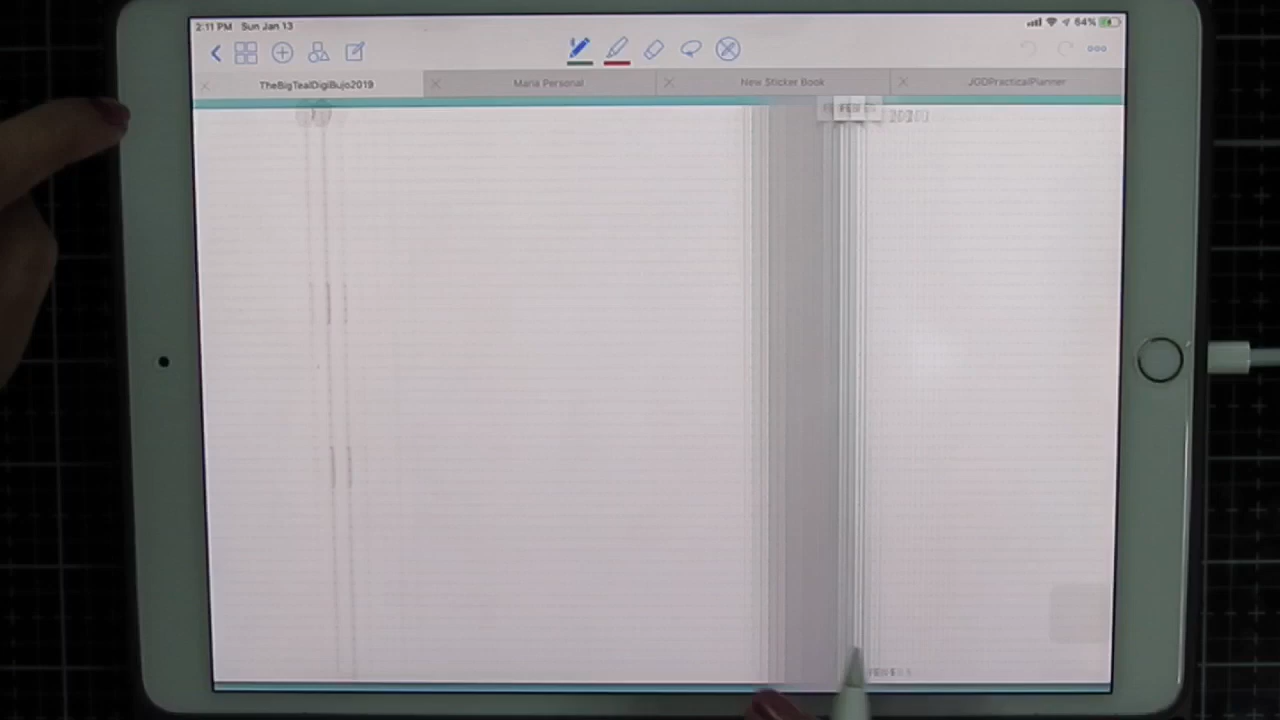 2:11 PM Sun Jan 13
64%
TheBigTealDigiBujo2019
Maria Personal
New Sticker Book
JGDPracticalPlanner